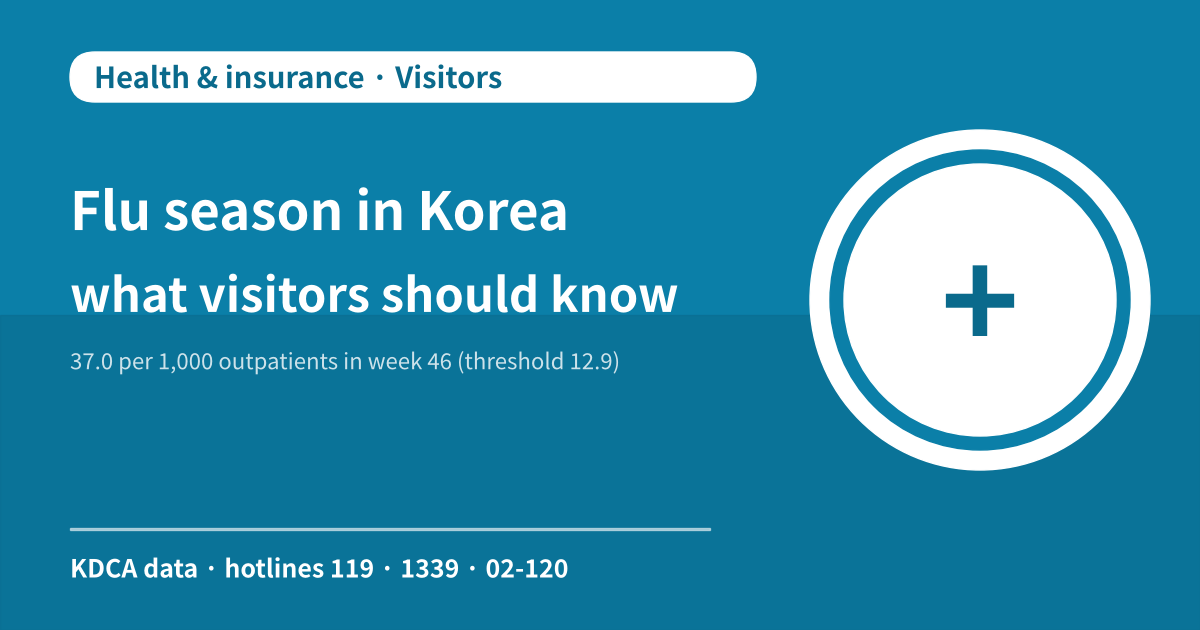 Health & insurance · Visitors
Flu season in Korea
what visitors should know
37.0 per 1,000 outpatients in week 46 (threshold 12.9)
+
KDCA data · hotlines 119 · 1339 · 02-120